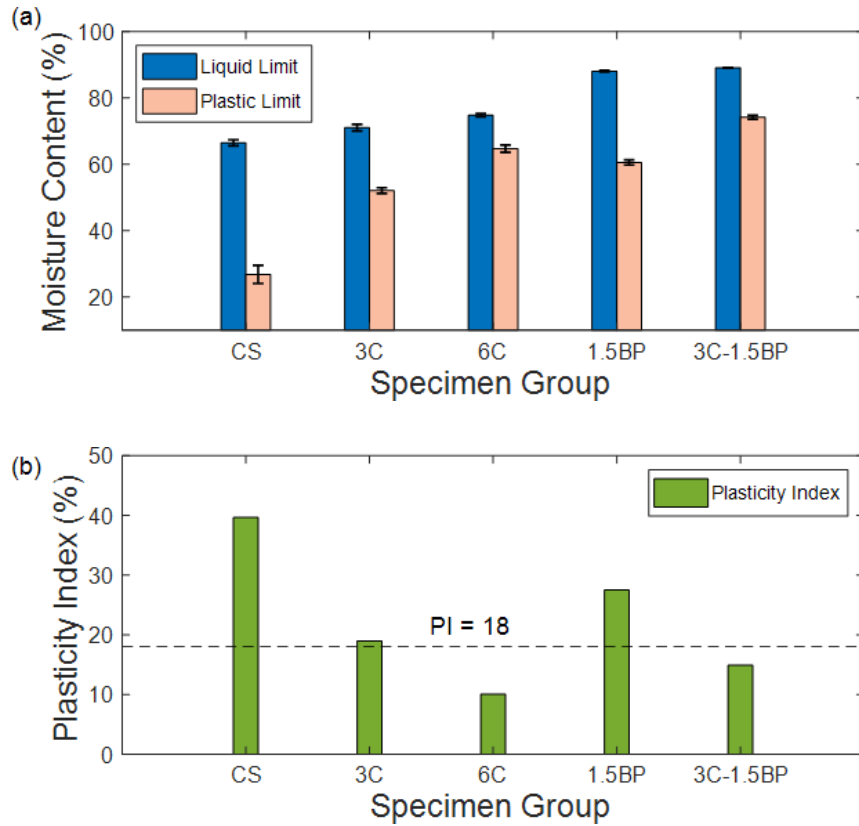 (a)
Moisture Content (%)
100
80
60
40
20
Liquid Limit
Plastic Limit
CS 3C 6C 1.5BP 3C-1.5BP
Specimen Group
(b)
Plasticity Index (%)
50
40
30
20
10
0
Plasticity Index
PI = 18
CS 3C 6C 1.5BP 3C-1.5BP
Specimen Group